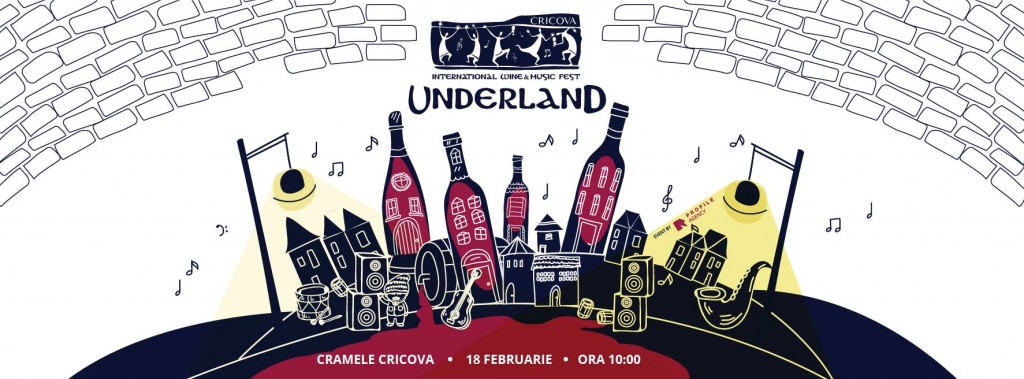 CRICOVA
INTERNATIONAL WINE & MUSIC FEST
UNDERLAND
EVENT BY PROFILE
AGENCY
CRAMELE CRICOVA • 18 FEBRUARIE • ORA 10:00